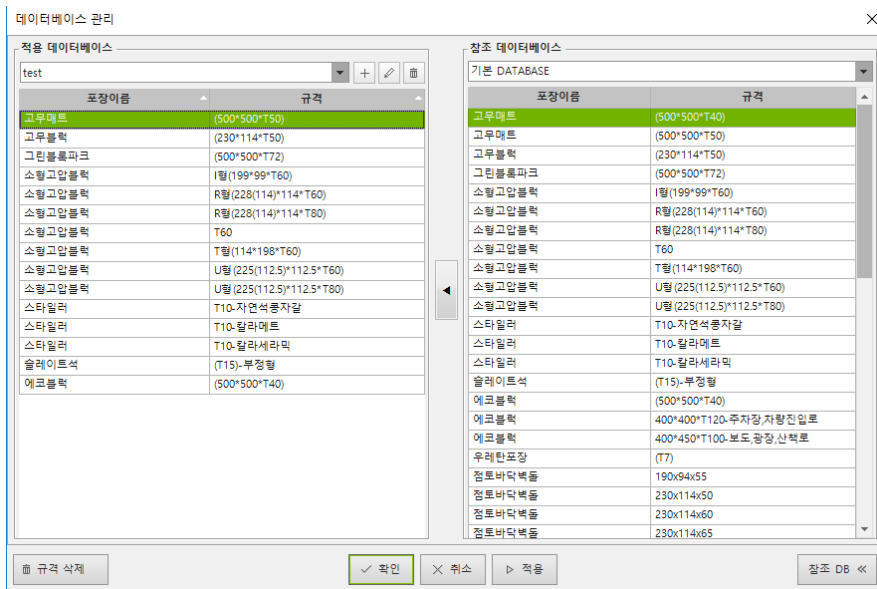 데이터베이스 관리
적용 데이터베이스
test
포장이름 규격
고무매트 (500*500*T50)
고무블럭 (230*114*T50)
그린블록파크 (500*500*T72)
소형고압블럭 I형(199*99*T60)
소형고압블럭 R형(228(114)*114*T60)
소형고압블럭 R형(228(114)*114*T80)
소형고압블럭 T60
소형고압블럭 T형(114*198*T60)
소형고압블럭 U형(225(112.5)*112.5*T60)
소형고압블럭 U형(225(112.5)*112.5*T80)
스타일러 T10-자연석콩자갈
스타일러 T10-칼라메트
스타일러 T10-칼라세라믹
슬레이트석 (T15)-부정형
에코블럭 (500*500*T40)
참조 데이터베이스
기본 DATABASE
포장이름 규격
고무매트 (500*500*T40)
고무매트 (500*500*T50)
고무블럭 (230*114*T50)
그린블록파크 (500*500*T72)
소형고압블럭 I형(199*99*T60)
소형고압블럭 R형(228(114)*114*T60)
소형고압블럭 R형(228(114)*114*T80)
소형고압블럭 T60
소형고압블럭 T형(114*198*T60)
소형고압블럭 U형(225(112.5)*112.5*T60)
소형고압블럭 U형(225(112.5)*112.5*T80)
스타일러 T10-자연석콩자갈
스타일러 T10-칼라메트
스타일러 T10-칼라세라믹
슬레이트석 (T15)-부정형
에코블럭 (500*500*T40)
에코블럭 400*400*T120-주차장,차량진입로
에코블럭 400*450*T100-보도,광장,산책로
우레탄포장 (T7)
점토바닥벽돌 190x94x55
점토바닥벽돌 230x114x50
점토바닥벽돌 230x114x60
점토바닥벽돌 230x114x65
규격 삭제
확인
취소
적용
참조 DB